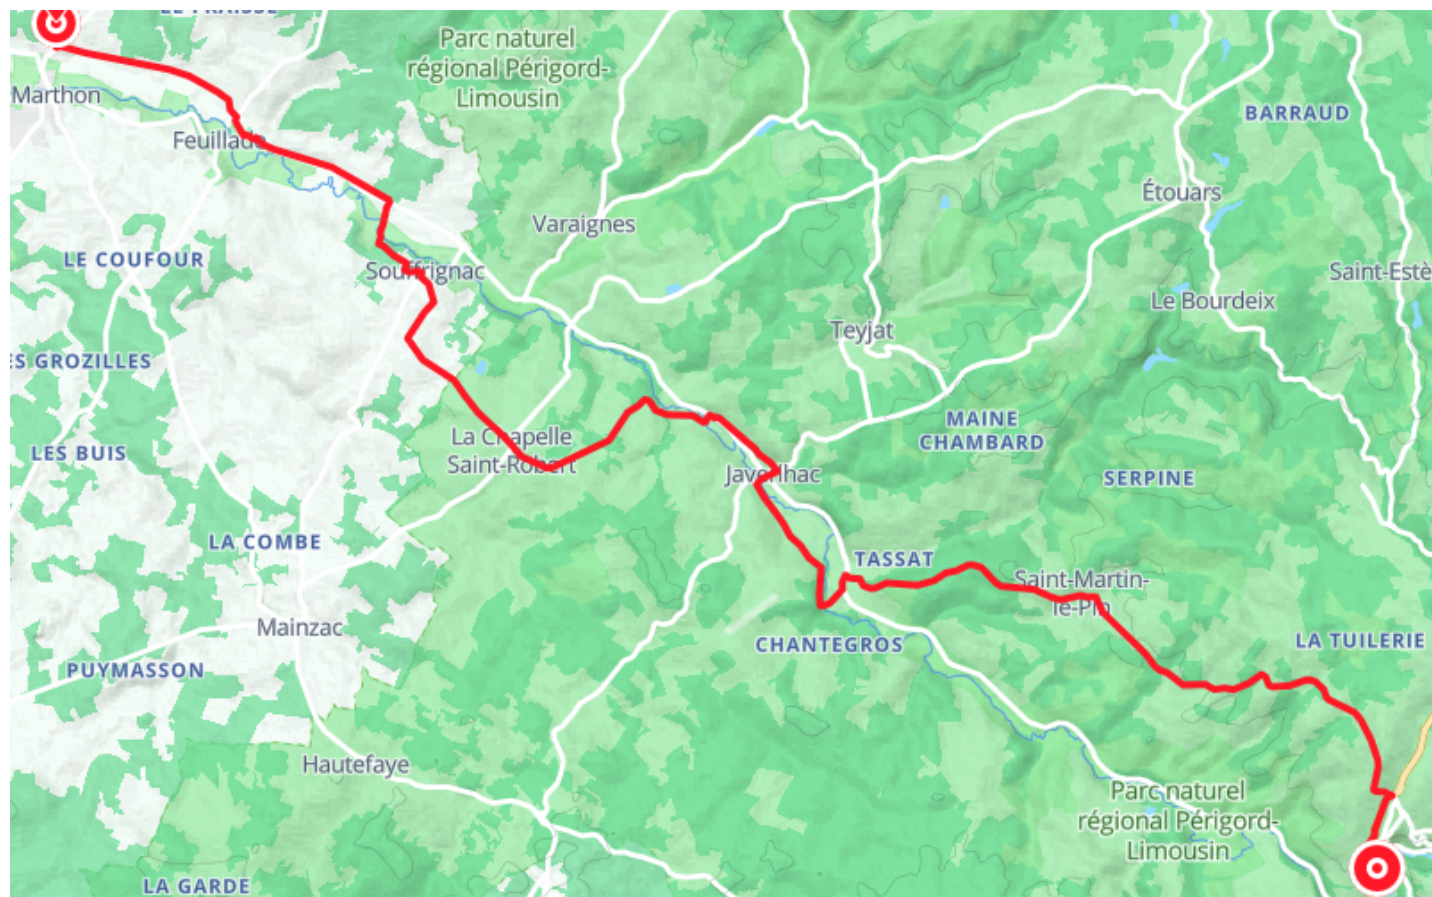 LE FRAISSE
Parc naturel
régional Périgord-
Limousin
Marthon
BARRAUD
Feuillade
Étouars
Varaignes
LE COUFOUR
Souffrignac
Saint-Estè
Le Bourdeix
Teyjat
ES GROZILLES
MAINE
CHAMBARD
La Chapelle
Saint-Robert
LES BUIS
Javerlhac
SERPINE
LA COMBE
TASSAT
Saint-Martin-
le-Pin
Mainzac
CHANTEGROS
LA TUILERIE
PUYMASSON
Hautefaye
Parc naturel
régional Périgord-
Limousin
LA GARDE